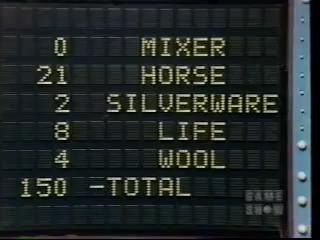 0 MIXER
21 HORSE
2 SILVERWARE
8 LIFE
4 WOOL
150 -TOTAL
GAME
SHOW